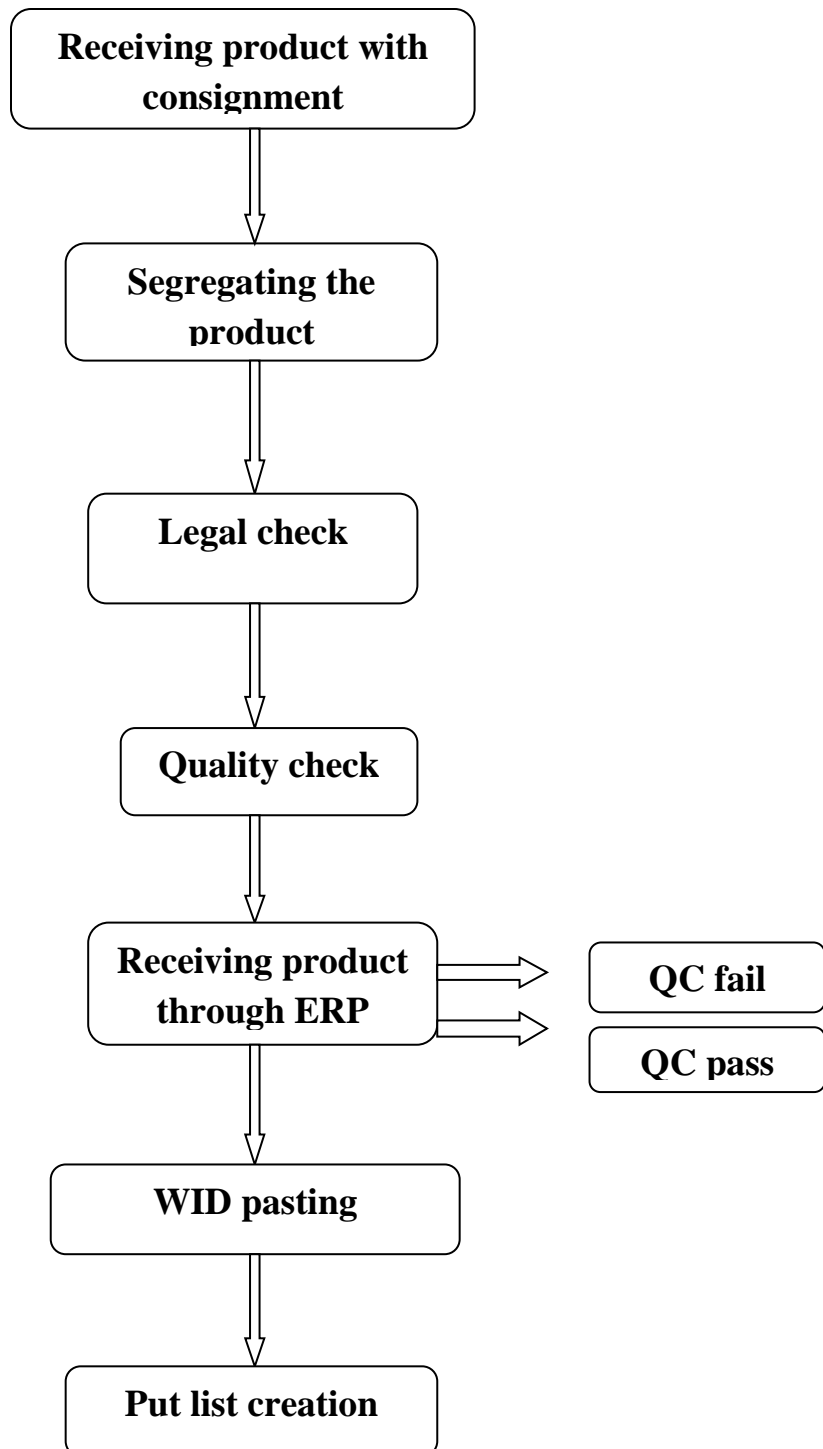 Receiving product with
consignment
Segregating the
product
Legal check
Quality check
Receiving product
through ERP
QC fail
QC pass
WID pasting
Put list creation